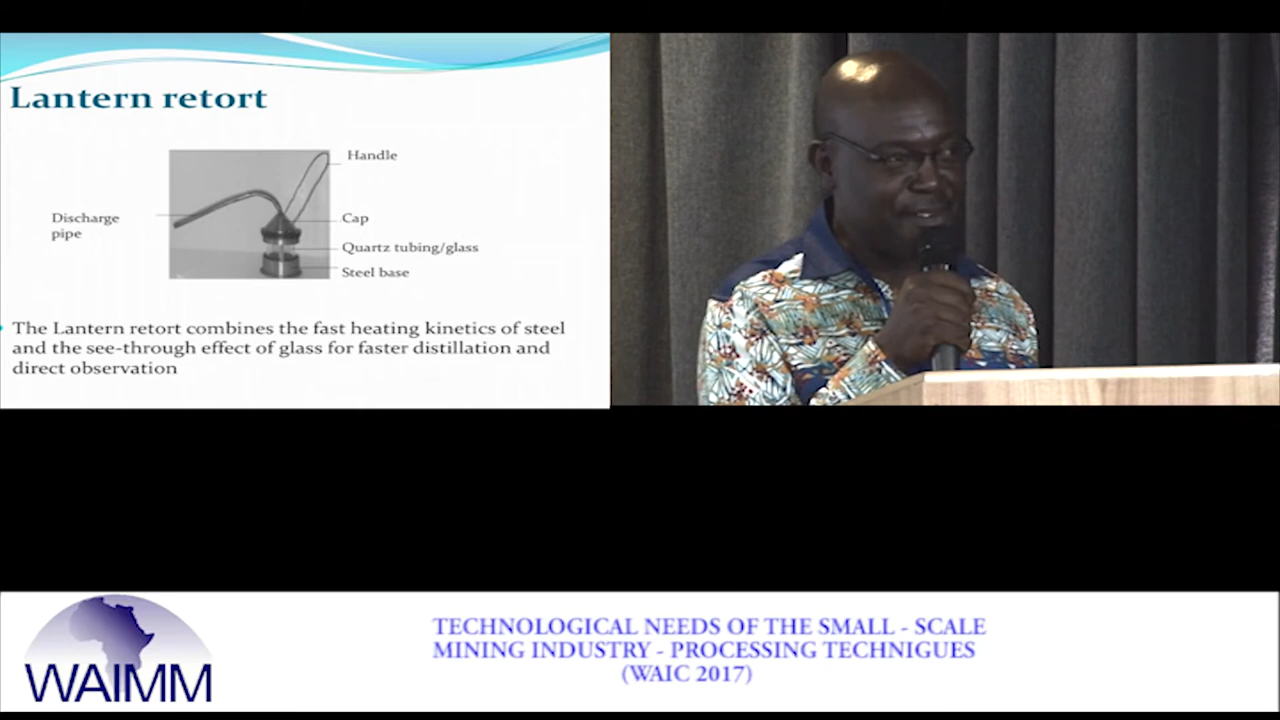 Lantern retort
Handle
Discharge
pipe
Cap
Quartz tubing/glass
Steel base
The Lantern retort combines the fast heating kinetics of steel
and the see-through effect of glass for faster distillation and
direct observation
WAIMM
TECHNOLOGICAL NEEDS OF THE SMALL - SCALE
MINING INDUSTRY - PROCESSING TECHNIGUES
(WAIC 2017)